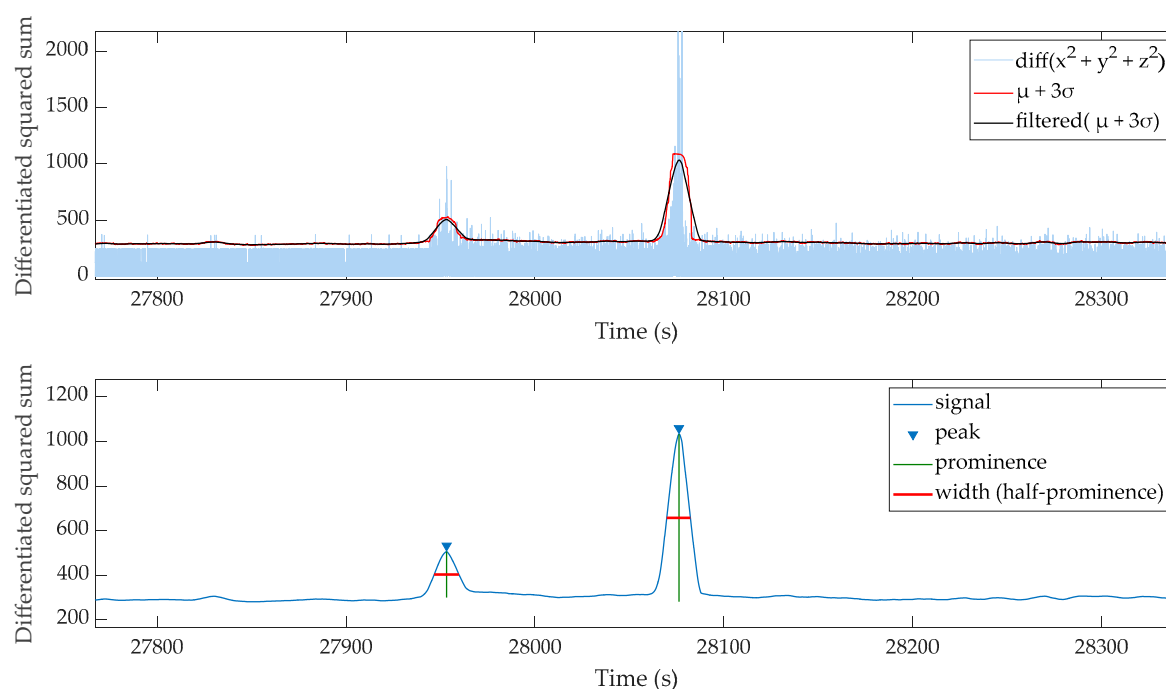 Differentiated squared sum
2000
1500
1000
500
0
diff(x² + y² + z²)
μ + 3σ
filtered( μ + 3σ)
27800
27900
28000
28100
28200
28300
Time (s)
Differentiated squared sum
1200
1000
800
600
400
200
signal
peak
prominence
width (half-prominence)
27800
27900
28000
28100
28200
28300
Time (s)